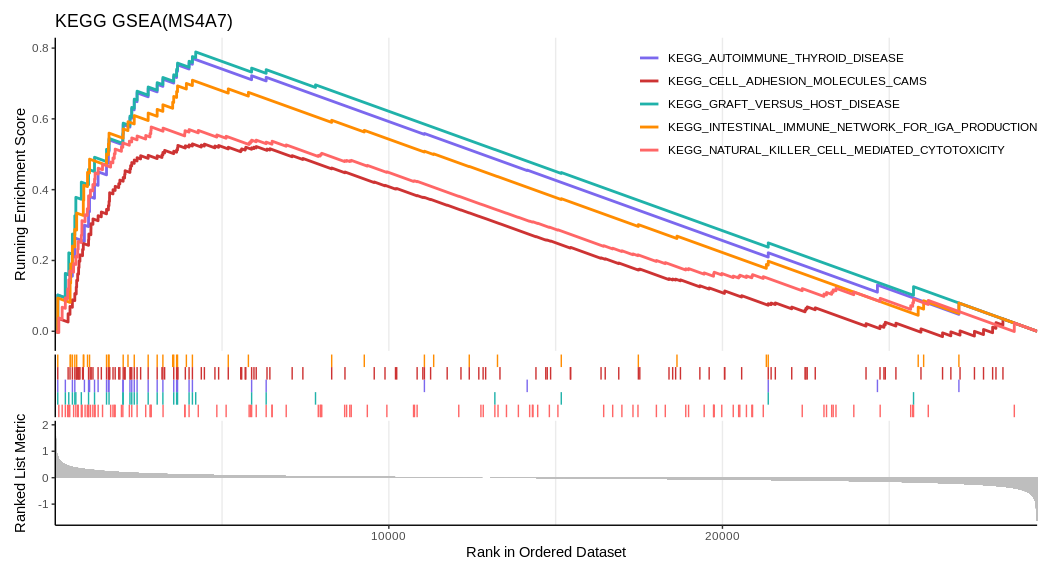 KEGG GSEA(MS4A7)
0.8
0.6
0.4
0.2
0.0
Running Enrichment Score
KEGG_AUTOIMMUNE_THYROID_DISEASE
KEGG_CELL_ADHESION_MOLECULES_CAMS
KEGG_GRAFT_VERSUS_HOST_DISEASE
KEGG_INTESTINAL_IMMUNE_NETWORK_FOR_IGA_PRODUCTION
KEGG_NATURAL_KILLER_CELL_MEDIATED_CYTOTOXICITY
2
1
0
-1
Ranked List Metric
10000
20000
Rank in Ordered Dataset